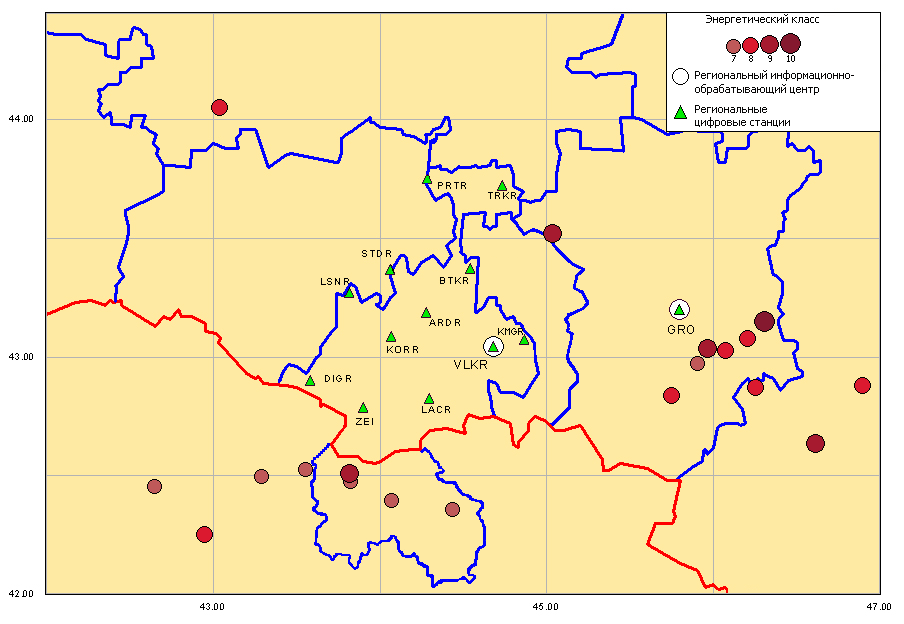 Энергетический класс
7 8 9 10
Региональный информационно-
обрабатывающий центр
Региональные
цифровые станции
44.00
PRTR
TRKR
STDR
LSNR
BTKR
ARDR
KMGR
GRO
KORR
43.00
VLKR
DIGR
LACR
ZEI
42.00
43.00
45.00
47.00